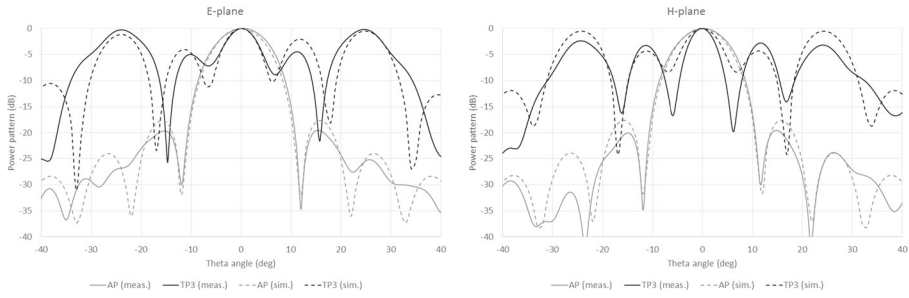 E-plane
0
-5
-10
-15
-20
-25
-30
-35
-40
Power pattern (dB)
-40 -30 -20 -10 0 10 20 30 40
Theta angle (deg)
AP (meas.) TP3 (meas.) AP (sim.) TP3 (sim.)
H-plane
0
-5
-10
-15
-20
-25
-30
-35
-40
Power pattern (dB)
-40 -30 -20 -10 0 10 20 30 40
Theta angle (deg)
AP (meas.) TP3 (meas.) AP (sim.) TP3 (sim.)